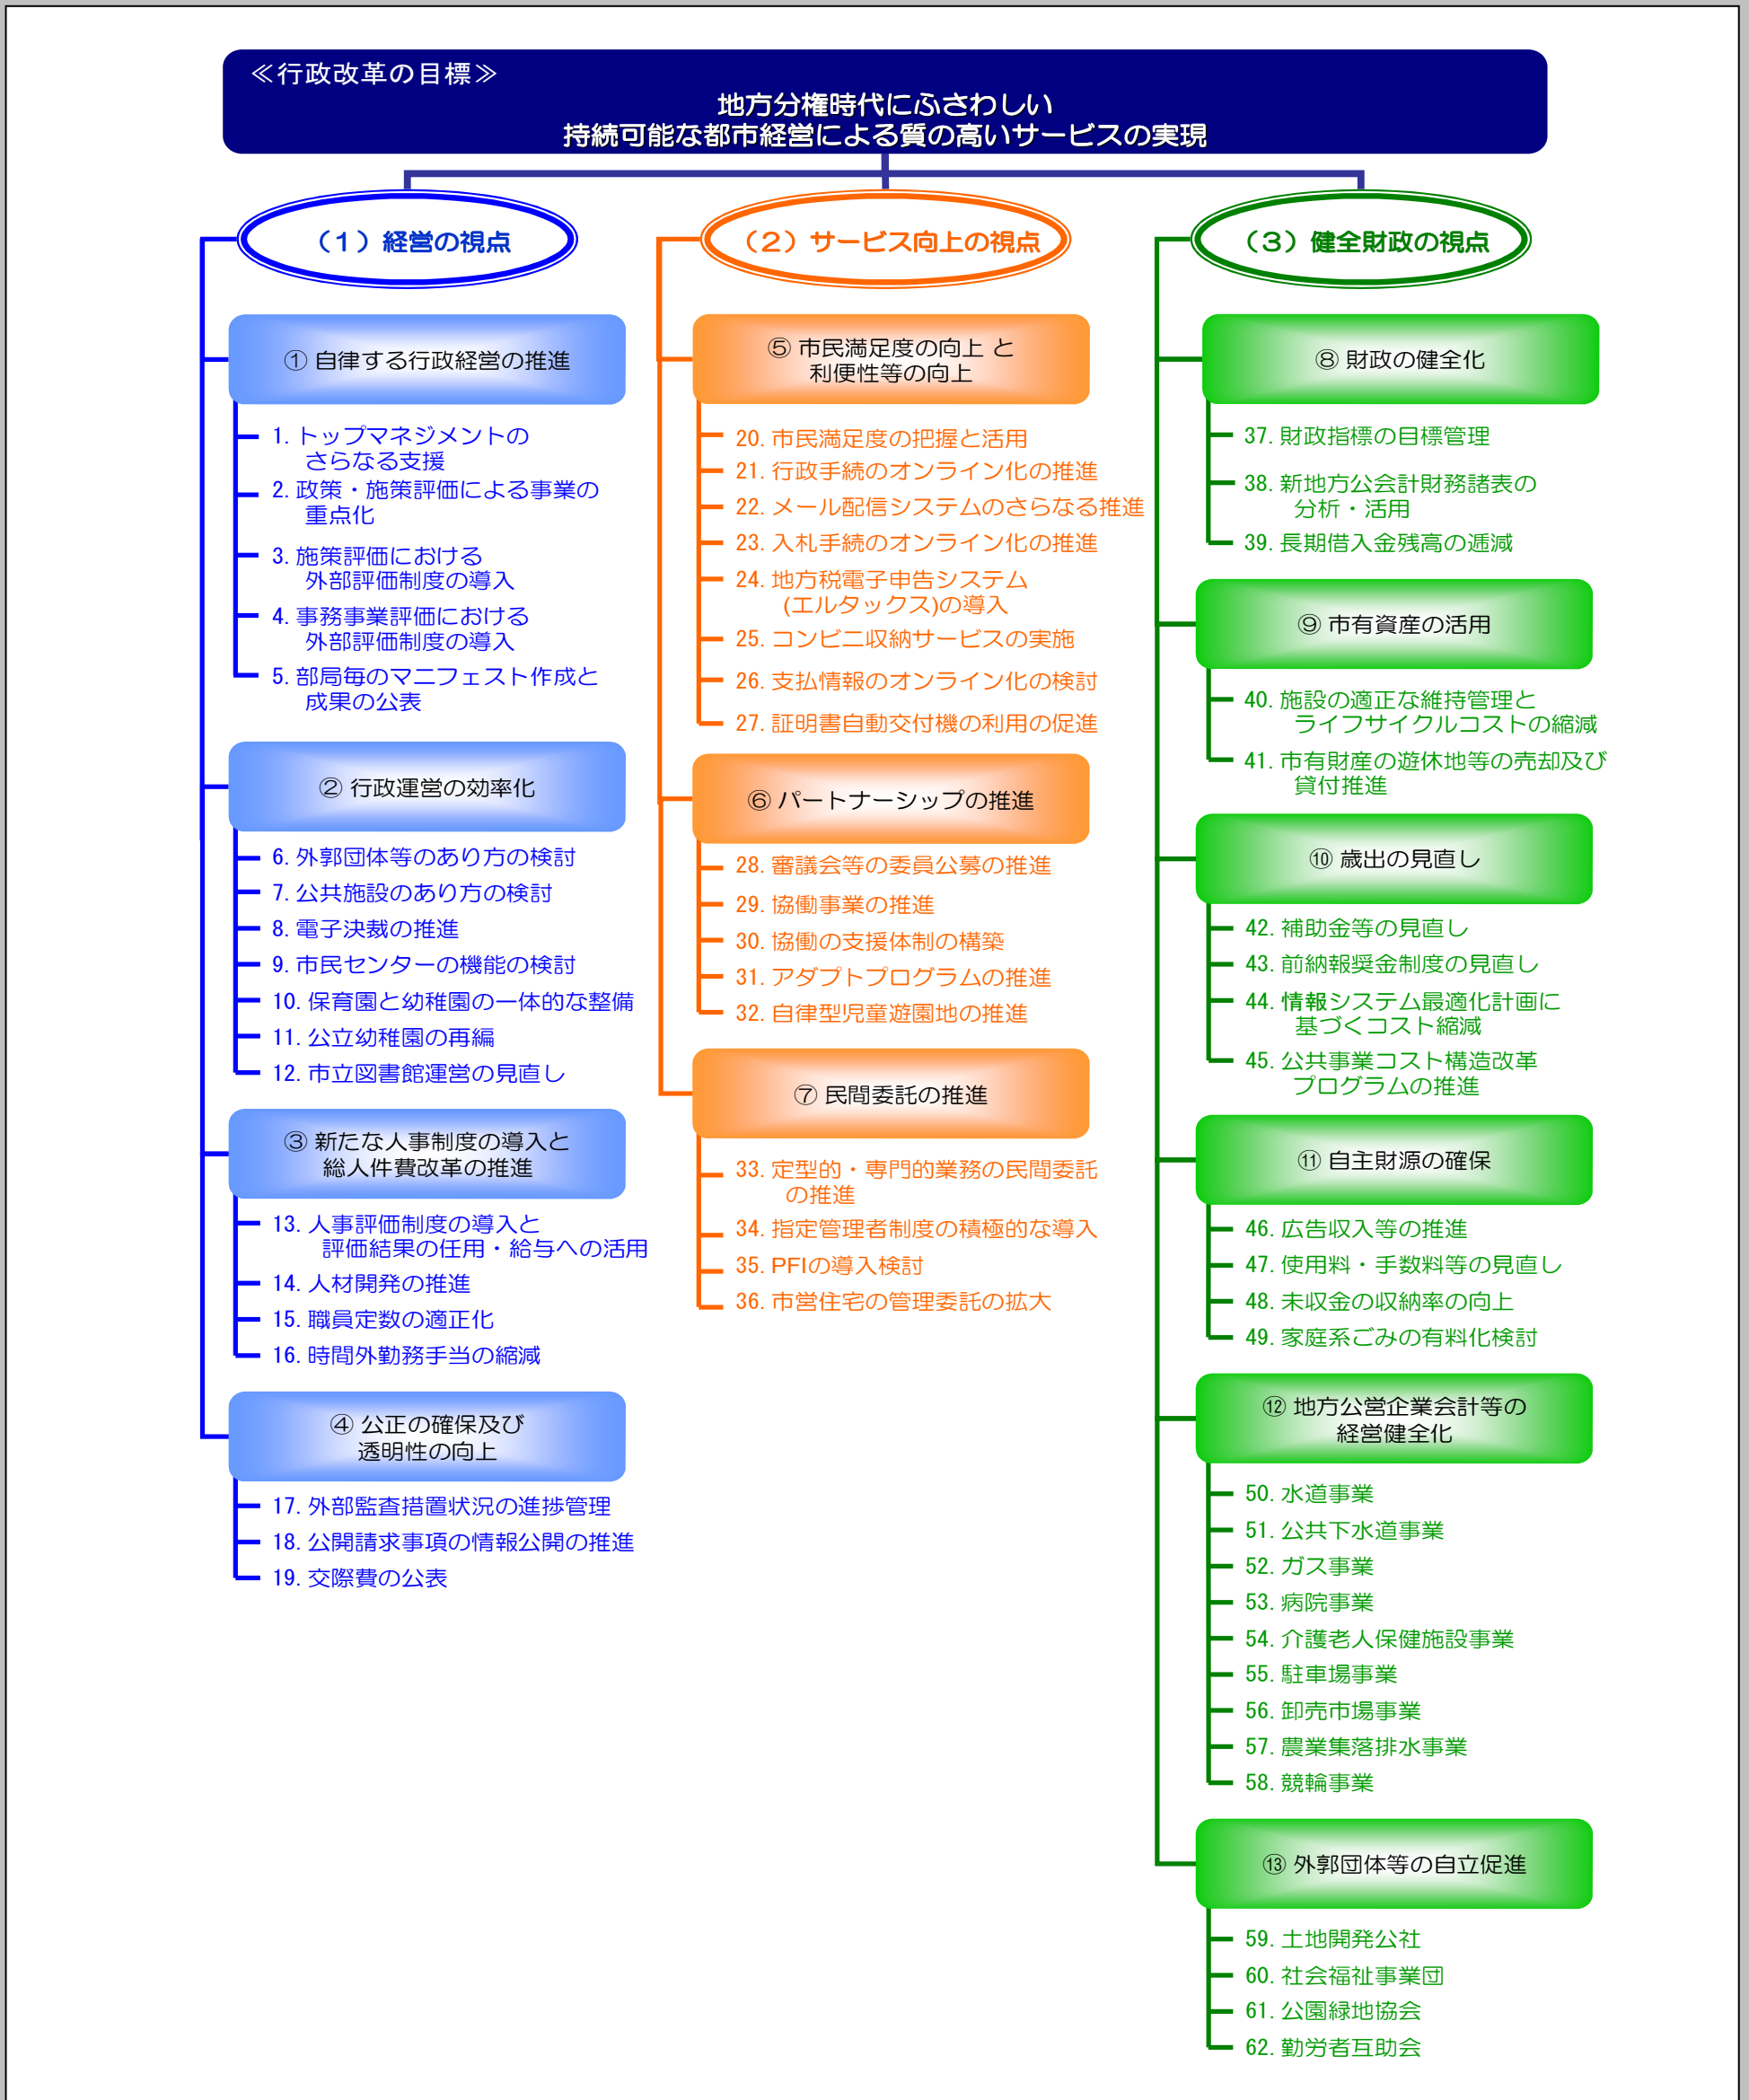 ≪行政改革の目標≫
地方分権時代にふさわしい
持続可能な都市経営による質の高いサービスの実現
（１）経営の視点
① 自律する行政経営の推進
1. トップマネジメントの
さらなる支援
2. 政策・施策評価による事業の
重点化
3. 施策評価における
外部評価制度の導入
4. 事務事業評価における
外部評価制度の導入
5. 部局毎のマニフェスト作成と
成果の公表
② 行政運営の効率化
6. 外郭団体等のあり方の検討
7. 公共施設のあり方の検討
8. 電子決裁の推進
9. 市民センターの機能の検討
10. 保育園と幼稚園の一体的な整備
11. 公立幼稚園の再編
12. 市立図書館運営の見直し
③ 新たな人事制度の導入と
総人件費改革の推進
13. 人事評価制度の導入と
評価結果の任用・給与への活用
14. 人材開発の推進
15. 職員定数の適正化
16. 時間外勤務手当の縮減
④ 公正の確保及び
透明性の向上
17. 外部監査措置状況の進捗管理
18. 公開請求事項の情報公開の推進
19. 交際費の公表
（２）サービス向上の視点
⑤ 市民満足度の向上 と
利便性等の向上
20. 市民満足度の把握と活用
21. 行政手続のオンライン化の推進
22. メール配信システムのさらなる推進
23. 入札手続のオンライン化の推進
24. 地方税電子申告システム
(エルタックス)の導入
25. コンビニ収納サービスの実施
26. 支払情報のオンライン化の検討
27. 証明書自動交付機の利用の促進
⑥ パートナーシップの推進
28. 審議会等の委員公募の推進
29. 協働事業の推進
30. 協働の支援体制の構築
31. アダプトプログラムの推進
32. 自律型児童遊園地の推進
⑦ 民間委託の推進
33. 定型的・専門的業務の民間委託
の推進
34. 指定管理者制度の積極的な導入
35. PFIの導入検討
36. 市営住宅の管理委託の拡大
（３）健全財政の視点
⑧ 財政の健全化
37. 財政指標の目標管理
38. 新地方公会計財務諸表の
分析・活用
39. 長期借入金残高の逓減
⑨ 市有資産の活用
40. 施設の適正な維持管理と
ライフサイクルコストの縮減
41. 市有財産の遊休地等の売却及び
貸付推進
⑩ 歳出の見直し
42. 補助金等の見直し
43. 前納報奨金制度の見直し
44. 情報システム最適化計画に
基づくコスト縮減
45. 公共事業コスト構造改革
プログラムの推進
⑪ 自主財源の確保
46. 広告収入等の推進
47. 使用料・手数料等の見直し
48. 未収金の収納率の向上
49. 家庭系ごみの有料化検討
⑫ 地方公営企業会計等の
経営健全化
50. 水道事業
51. 公共下水道事業
52. ガス事業
53. 病院事業
54. 介護老人保健施設事業
55. 駐車場事業
56. 卸売市場事業
57. 農業集落排水事業
58. 競輪事業
⑬ 外郭団体等の自立促進
59. 土地開発公社
60. 社会福祉事業団
61. 公園緑地協会
62. 勤労者互助会